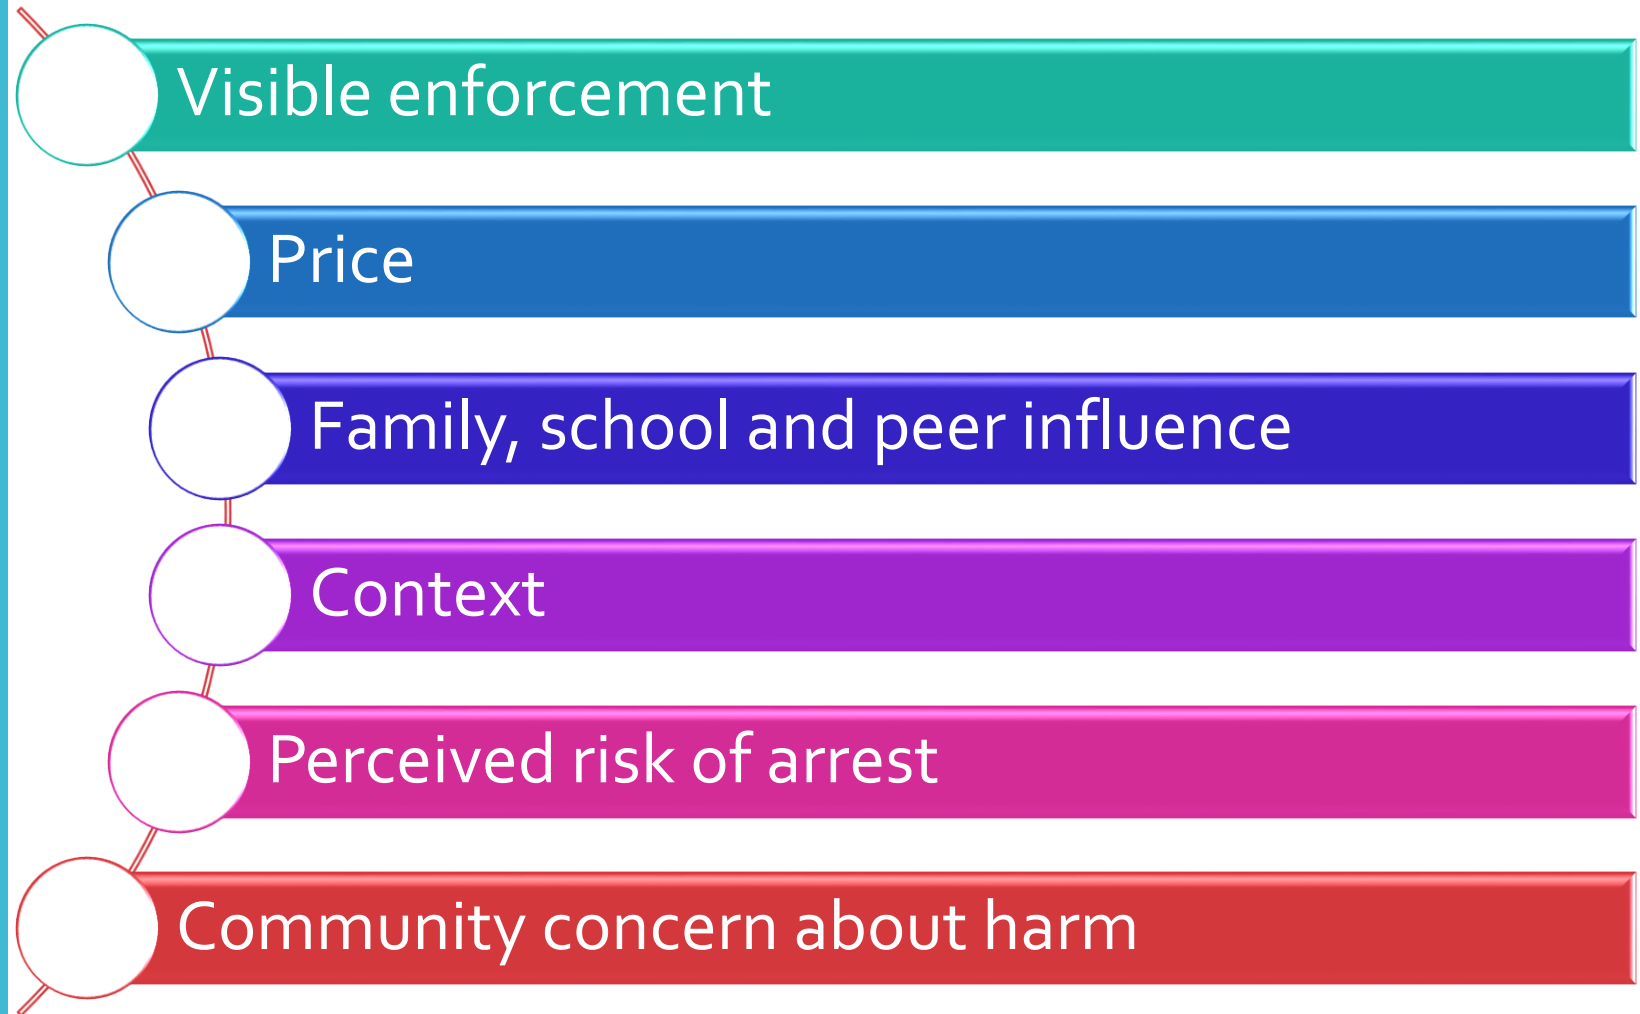 Visible enforcement
Price
Family, school and peer influence
Context
Perceived risk of arrest
Community concern about harm